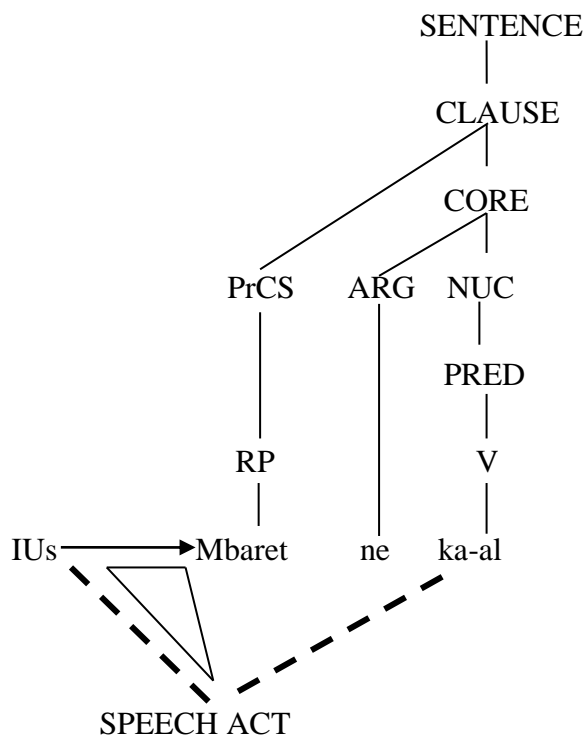 SENTENCE
CLAUSE
CORE
PrCS ARG NUC
PRED
RP V
IUs Mbaret ne ka-al
SPEECH ACT